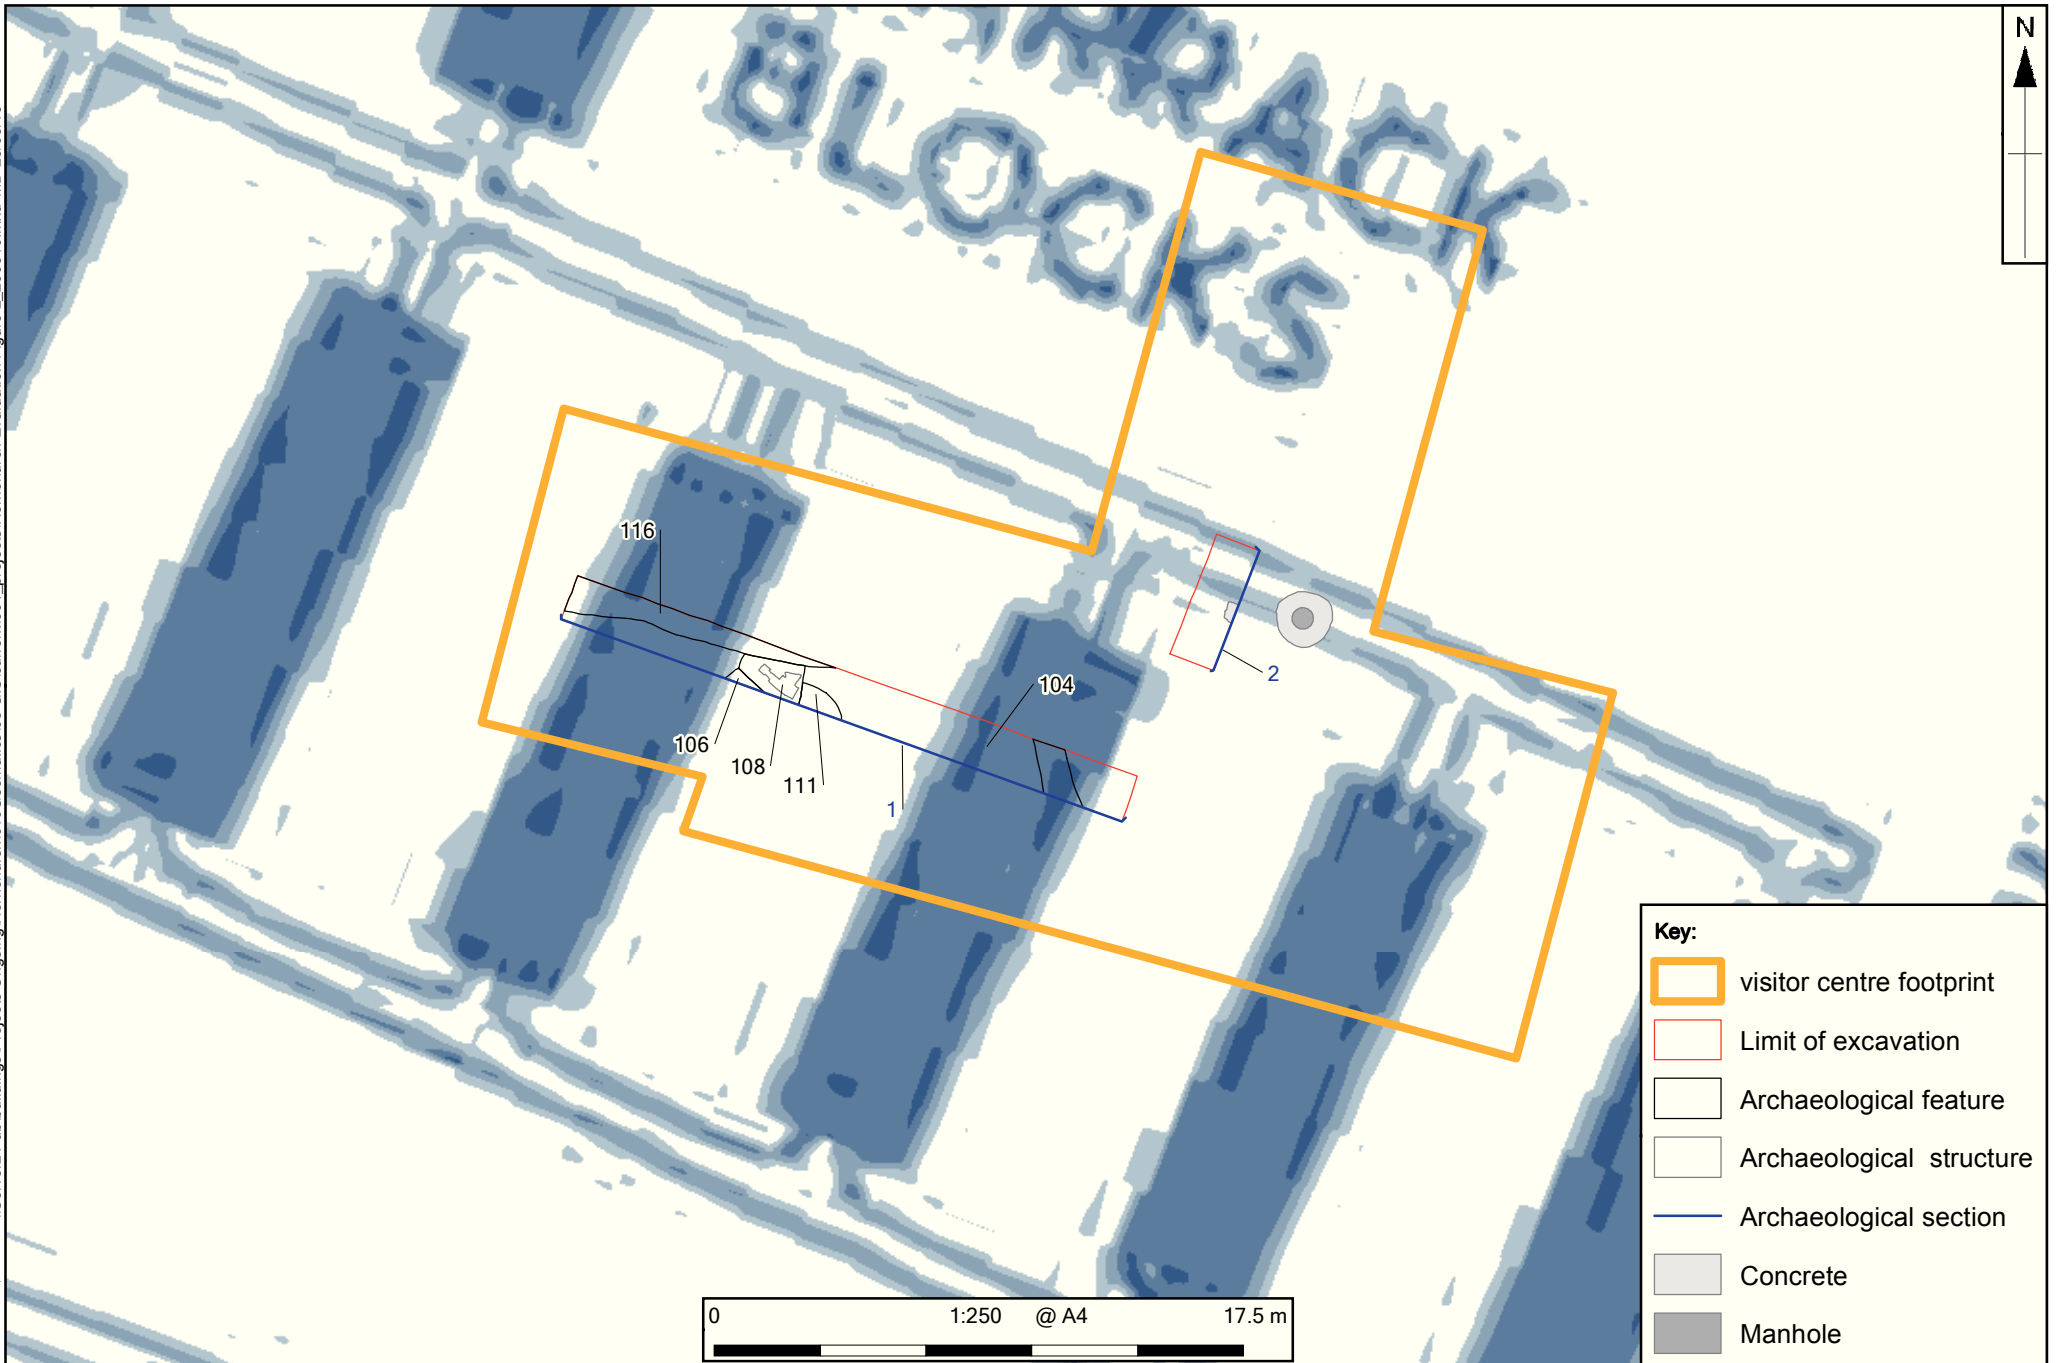 BLOCKS
N
116
104
2
106
108
111
1
Key:
visitor centre footprint
Limit of excavation
Archaeological feature
Archaeological structure
Archaeological section
Concrete
Manhole
0 1:250 @ A4 17.5 m